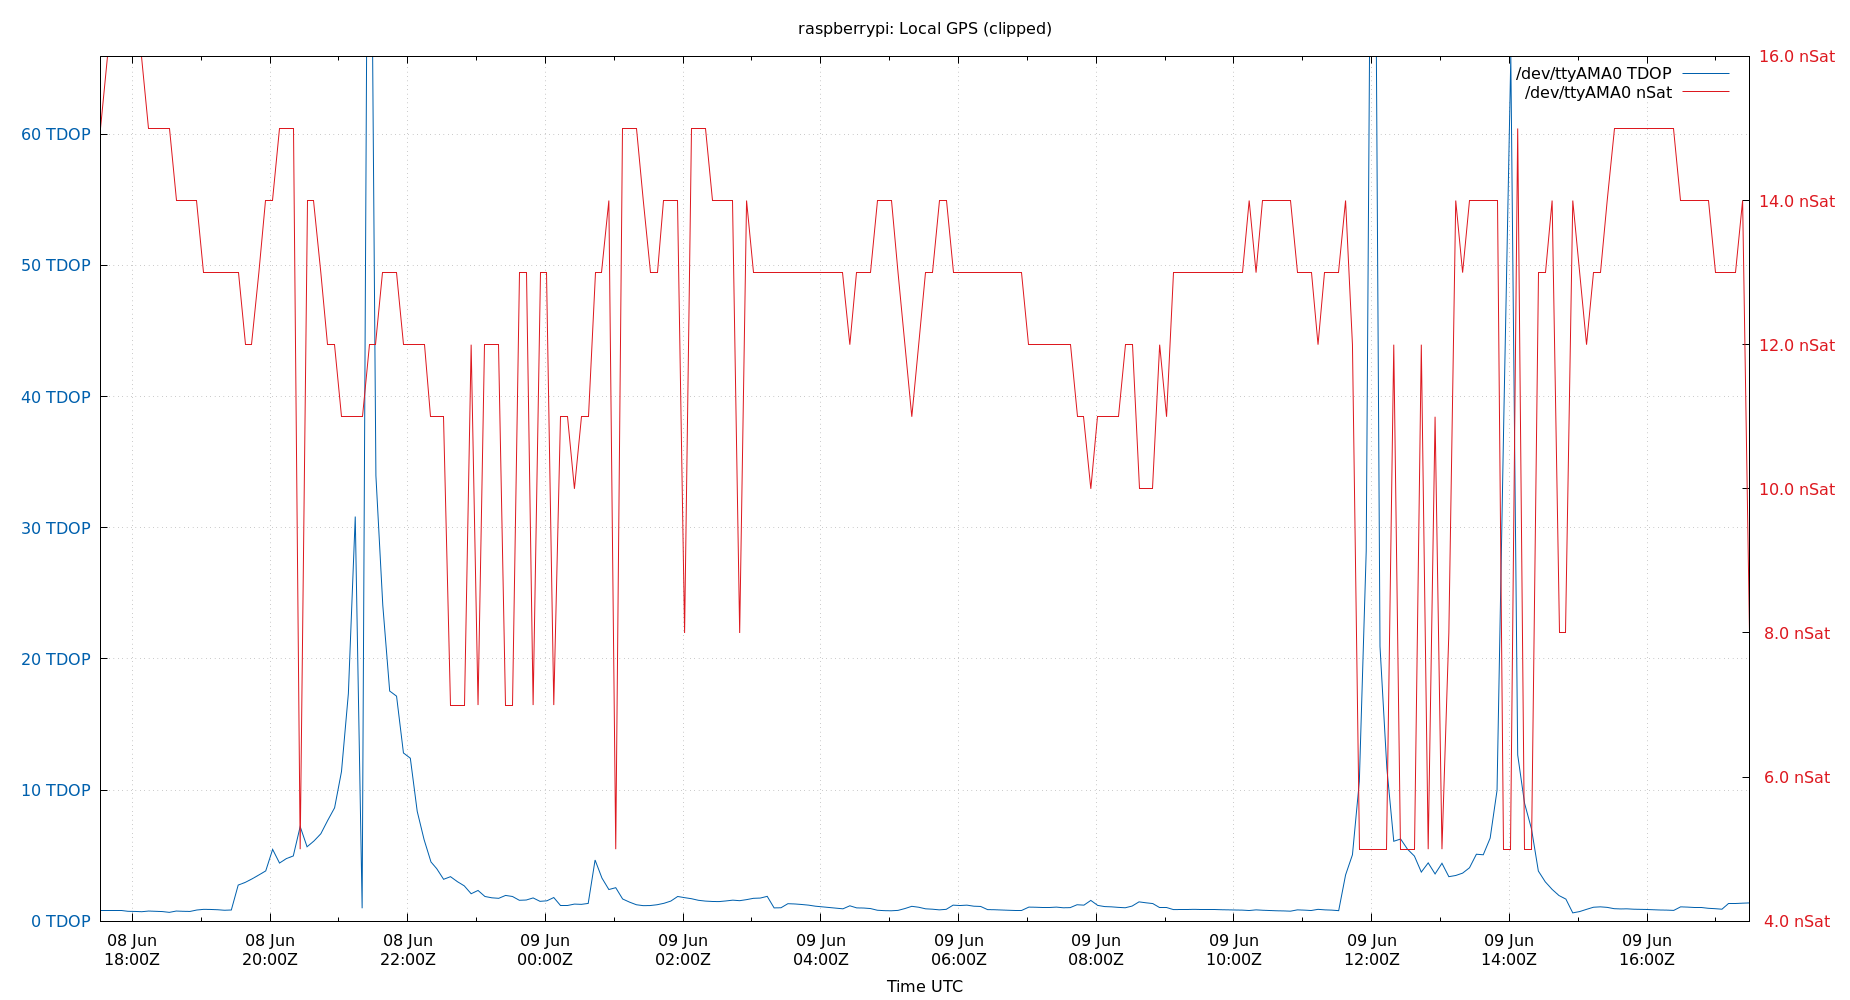 raspberrypi: Local GPS (clipped)
/dev/ttyAMA0 TDOP
/dev/ttyAMA0 nSat
60 TDOP
50 TDOP
40 TDOP
30 TDOP
20 TDOP
10 TDOP
0 TDOP
16.0 nSat
14.0 nSat
12.0 nSat
10.0 nSat
8.0 nSat
6.0 nSat
4.0 nSat
08 Jun 08 Jun 08 Jun 09 Jun 09 Jun 09 Jun 09 Jun 09 Jun 09 Jun 09 Jun 09 Jun 09 Jun
18:00Z 20:00Z 22:00Z 00:00Z 02:00Z 04:00Z 06:00Z 08:00Z 10:00Z 12:00Z 14:00Z 16:00Z
Time UTC